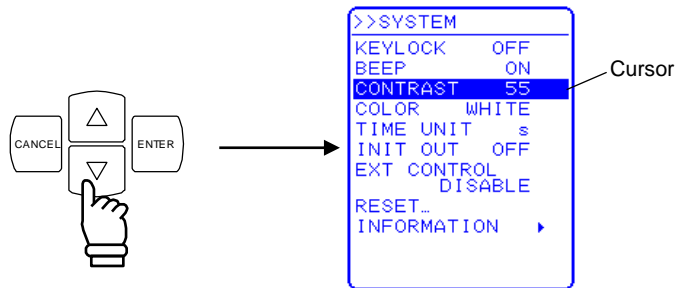 CANCEL
ENTER
>>SYSTEM
KEYLOCK OFF
BEEP ON
CONTRAST 55
COLOR WHITE
TIME UNIT s
INIT OUT OFF
EXT CONTROL
DISABLE
RESET…
INFORMATION
Cursor